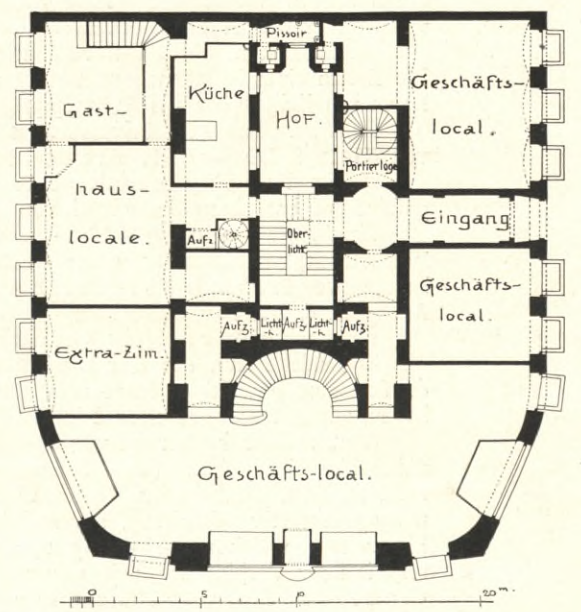 Pissoir
Küche
Hof.
Geschäfts-
local.
Gast-
haus-
locale.
Portierloge
Aufz.
Ober-
licht.
Eingang
Geschäfts-
local.
Extra-Zim.
Aufz.
Licht-
h.
Aufz.
Licht-
h.
Aufz.
Geschäfts-local.
0 5 10 20 m.